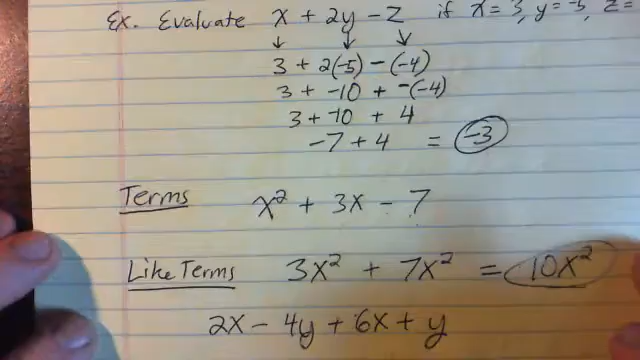 Ex. Evaluate x + 2y - z if x = 3, y = -5, z =
3 + 2(-5) - (-4)
3 + -10 + -(-4)
3 + -10 + 4
-7 + 4 = -3
Terms x² + 3x - 7
Like Terms 3x² + 7x² = 10x²
2x - 4y + 6x + y